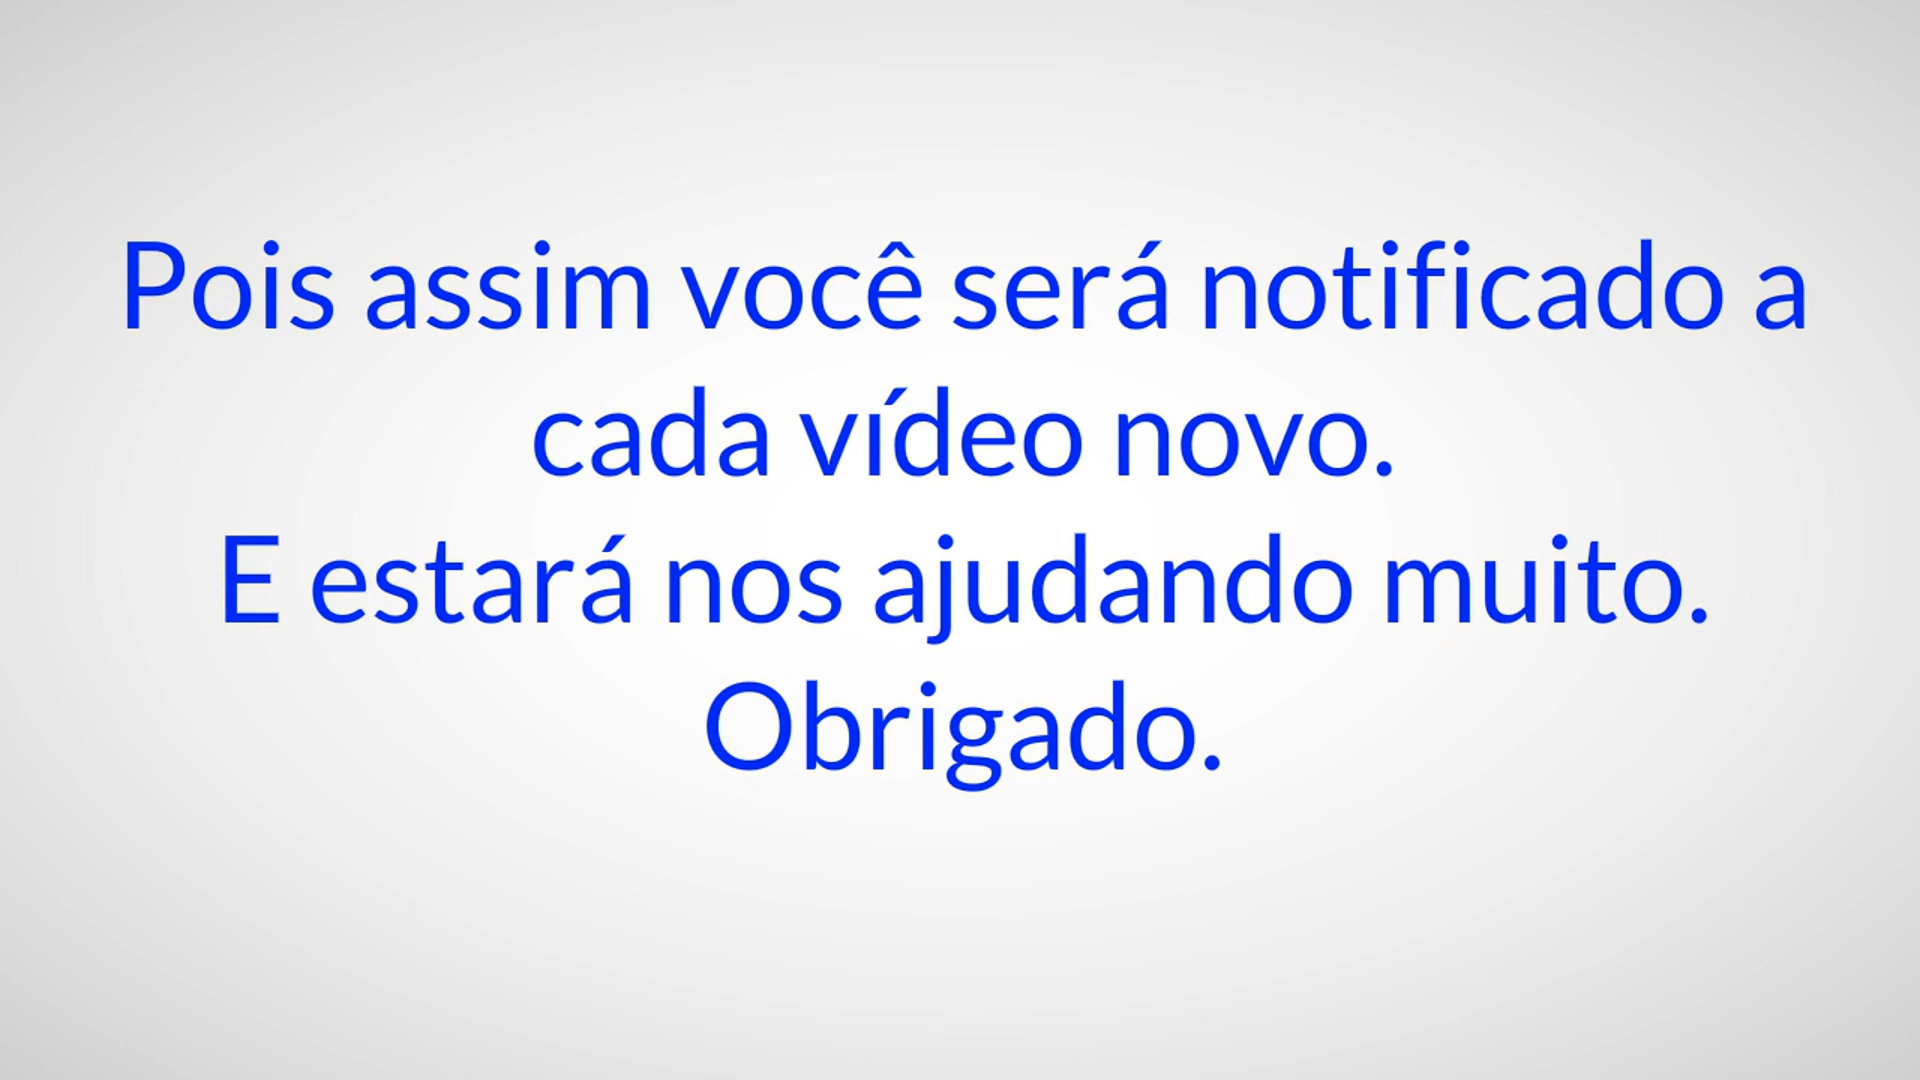 Pois assim você será notificado a
cada vídeo novo.
E estará nos ajudando muito.
Obrigado.